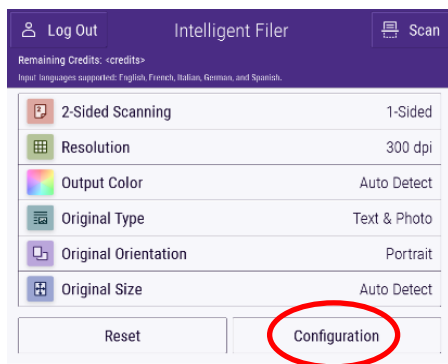 Log Out Intelligent Filer Scan
Remaining Credits: <credits>
Input languages supported: English, French, Italian, German, and Spanish.
2-Sided Scanning 1-Sided
Resolution 300 dpi
Output Color Auto Detect
Original Type Text & Photo
Original Orientation Portrait
Original Size Auto Detect
Reset Configuration